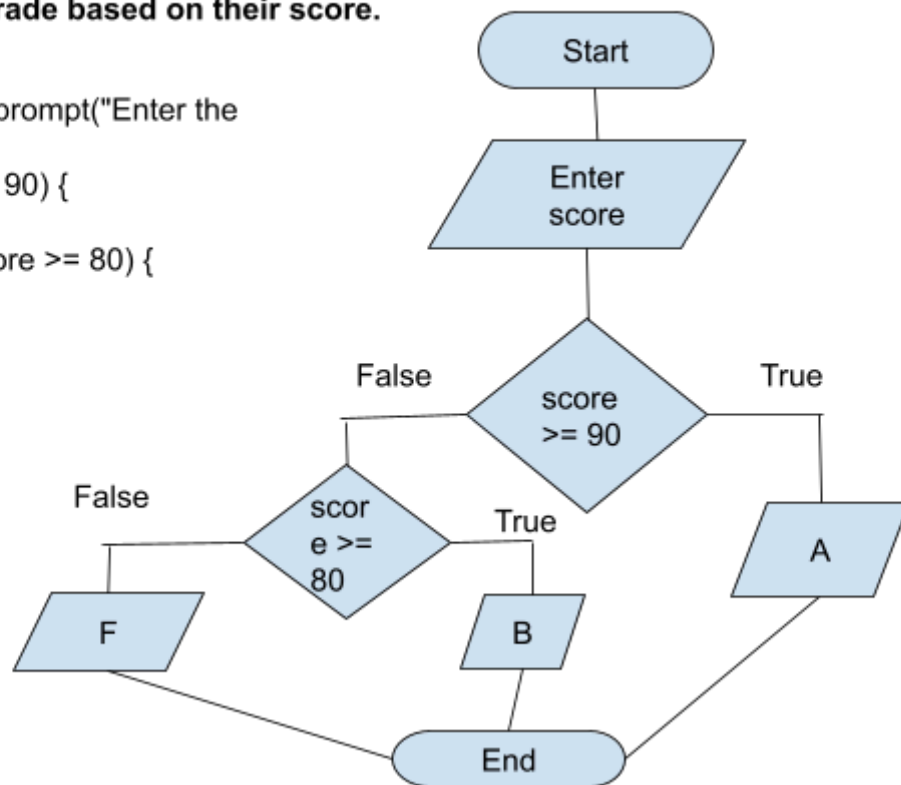 rade based on their score.
prompt("Enter the
90) {
ore >= 80) {
Start
Enter
score
score
>= 90
False
True
scor
e >=
80
False
True
F
B
A
End